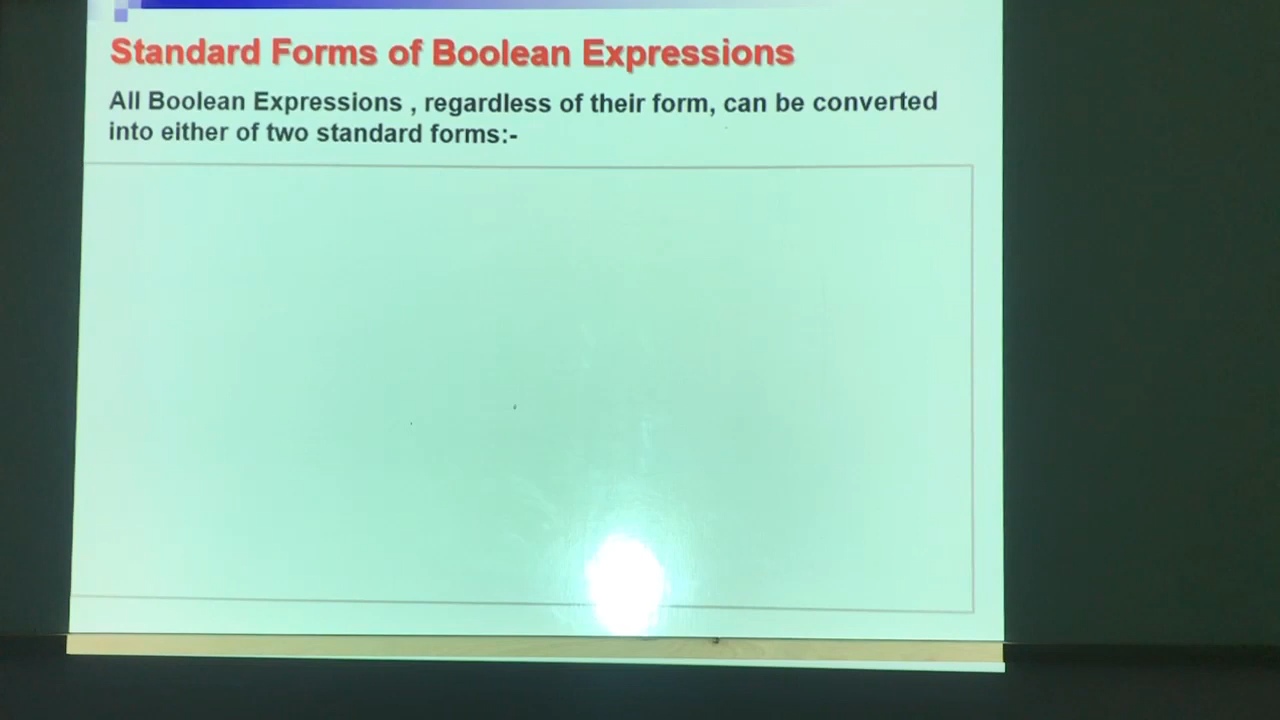 Standard Forms of Boolean Expressions
All Boolean Expressions , regardless of their form, can be converted
into either of two standard forms:-